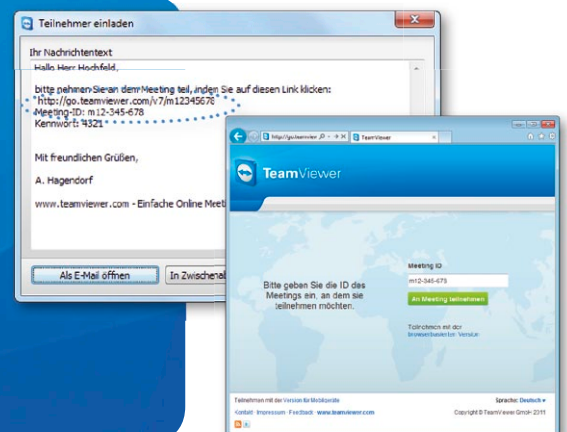 Teilnehmer einladen
Ihr Nachrichtentext
Hallo Herr Hochfeld,
bitte nehmen Sie an dem Meeting teil, indem Sie auf diesen Link klicken:
http://go.teamviewer.com/v7/m12345678
Meeting-ID: m12-345-678
Kennwort: 4321
Mit freundlichen Grüßen,
A. Hagendorf
www.teamviewer.com - Einfache Online Meet
Als E-Mail öffnen
In Zwischenab
http://go.teamviewer
TeamViewer
TeamViewer
Meeting ID
m12-345-678
Bitte geben Sie die ID des
Meetings ein, an dem sie
teilnehmen möchten.
An Meeting teilnehmen
Teilnehmen mit der
browserbasierten Version
Teilnehmen mit der Version für Mobilgeräte
Sprache: Deutsch
Kontakt · Impressum · Feedback · www.teamviewer.com
Copyright © TeamViewer GmbH 2011